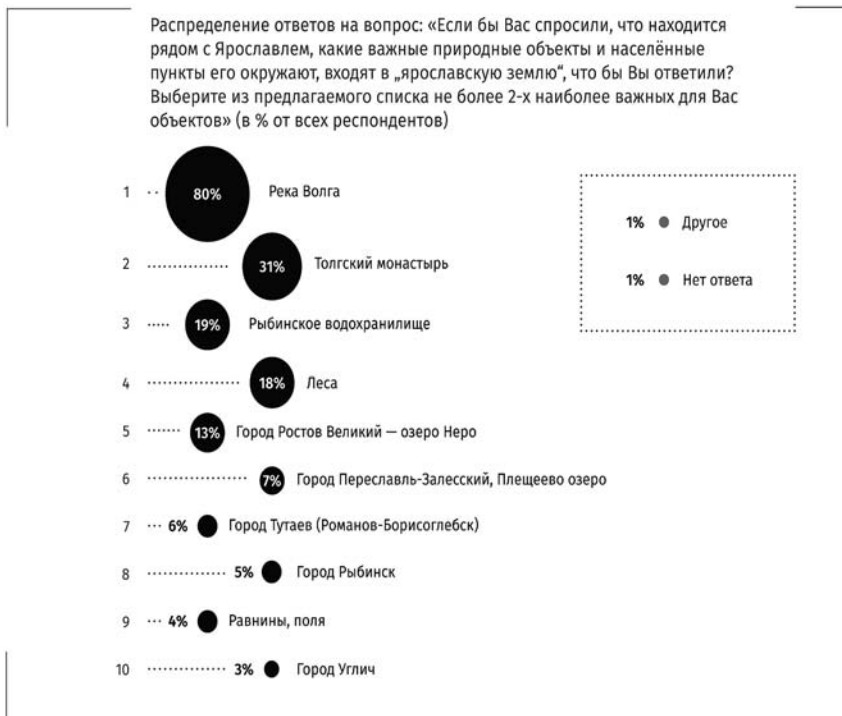 Распределение ответов на вопрос: «Если бы Вас спросили, что находится
рядом с Ярославлем, какие важные природные объекты и населённые
пункты его окружают, входят в „ярославскую землю“, что бы Вы ответили?
Выберите из предлагаемого списка не более 2-х наиболее важных для Вас
объектов» (в % от всех респондентов)
1 80% Река Волга
2 31% Толгский монастырь
3 19% Рыбинское водохранилище
4 18% Леса
5 13% Город Ростов Великий — озеро Неро
6 7% Город Переславль-Залесский, Плещеево озеро
7 6% Город Тутаев (Романов-Борисоглебск)
8 5% Город Рыбинск
9 4% Равнины, поля
10 3% Город Углич
1% Другое
1% Нет ответа